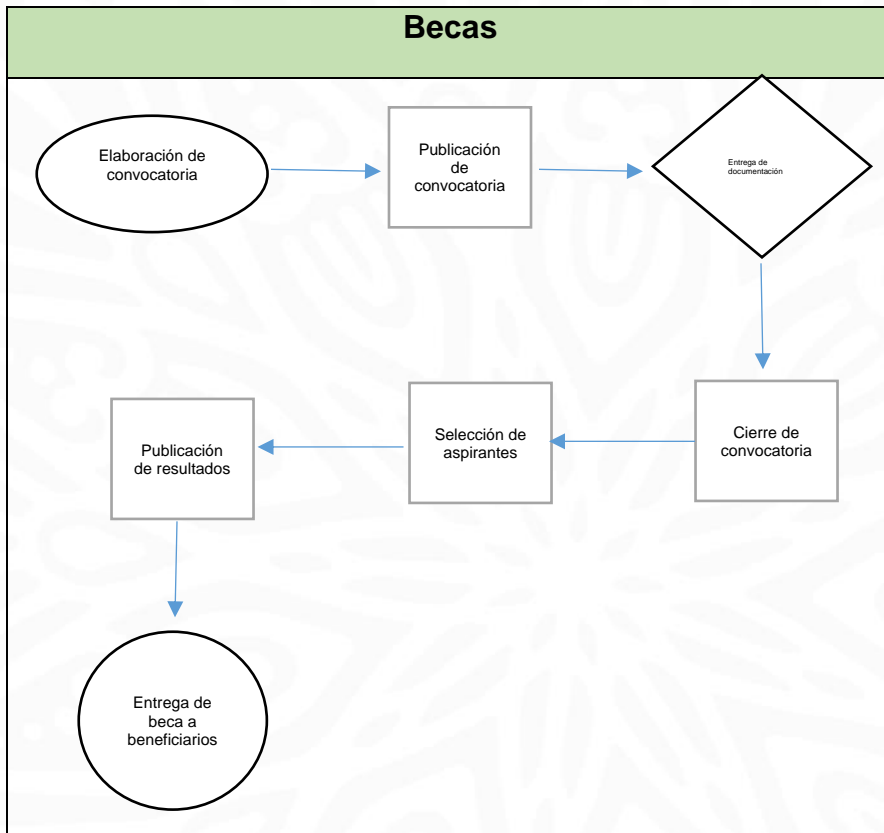 Becas
Elaboración de
convocatoria
Publicación
de
convocatoria
Entrega de
documentación
Cierre de
convocatoria
Selección de
aspirantes
Publicación
de resultados
Entrega de
beca a
beneficiarios